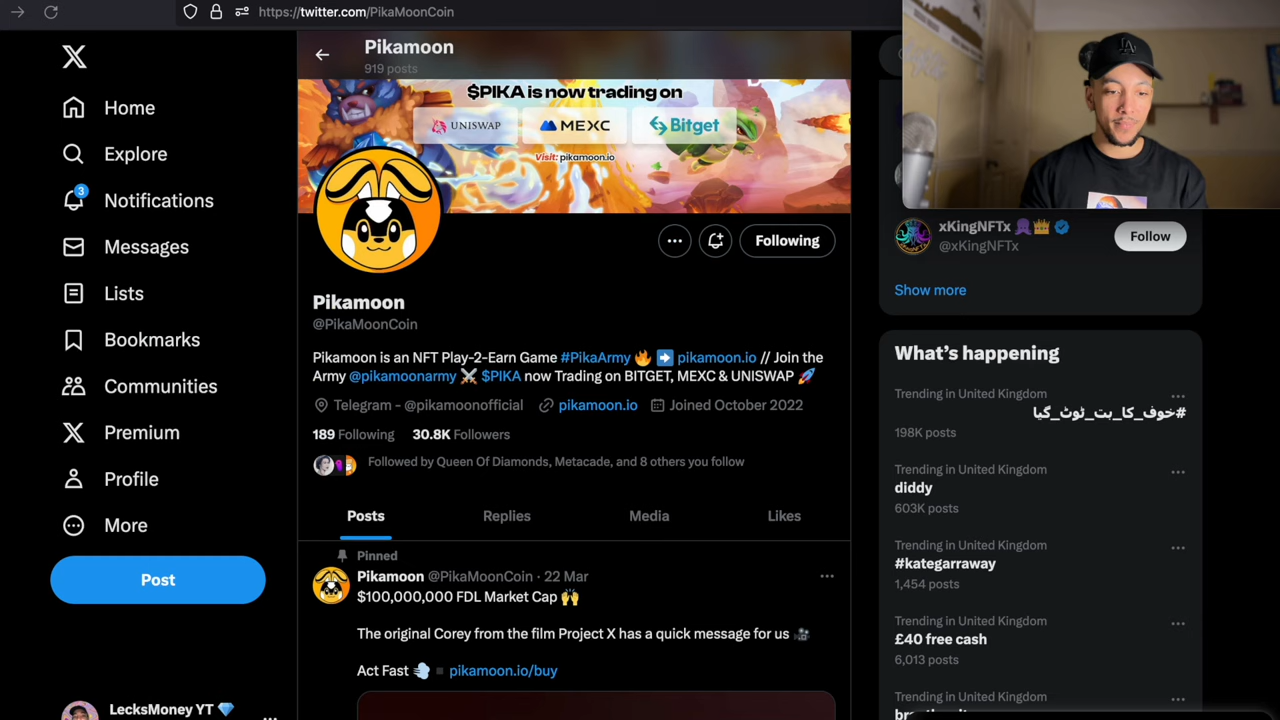 https://twitter.com/PikaMoonCoin
Pikamoon
919 posts
$PIKA is now trading on
UNISWAP
MEXC
Bitget
Visit: pikamoon.io
Home
Explore
3
Notifications
Messages
Lists
Bookmarks
Communities
Premium
Profile
More
Post
Following
Pikamoon
@PikaMoonCoin
Pikamoon is an NFT Play-2-Earn Game #PikaArmy 🔥 ➡️ pikamoon.io // Join the
Army @pikamoonarmy ⚔️ $PIKA now Trading on BITGET, MEXC & UNISWAP 🚀
Telegram - @pikamoonofficial pikamoon.io Joined October 2022
189 Following 30.8K Followers
Followed by Queen Of Diamonds, Metacade, and 8 others you follow
Posts Replies Media Likes
Pinned
Pikamoon @PikaMoonCoin · 22 Mar
$100,000,000 FDL Market Cap 🙌
The original Corey from the film Project X has a quick message for us 🎥
Act Fast 💨 ▪️ pikamoon.io/buy
LecksMoney YT 💎
LA
xKingNFTx 🐙👑
@xKingNFTx
Follow
Show more
What's happening
Trending in United Kingdom
#خوف_کا_بت_ٹوٹ_گیا
198K posts
Trending in United Kingdom
diddy
603K posts
Trending in United Kingdom
#kategarraway
1,454 posts
Trending in United Kingdom
£40 free cash
6,013 posts
Trending in United Kingdom